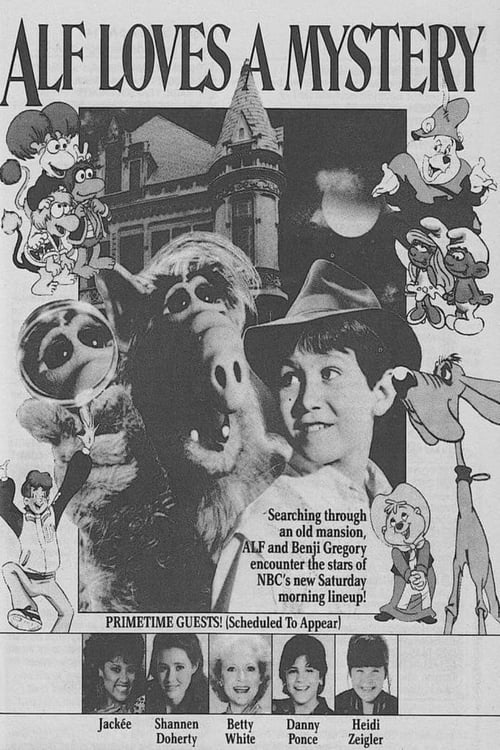 ALF LOVES A MYSTERY
Searching through
an old mansion,
ALF and Benji Gregory
encounter the stars of
NBC's new Saturday
morning lineup!
PRIMETIME GUESTS! (Scheduled To Appear)
Jackée
Shannen
Doherty
Betty
White
Danny
Ponce
Heidi
Zeigler